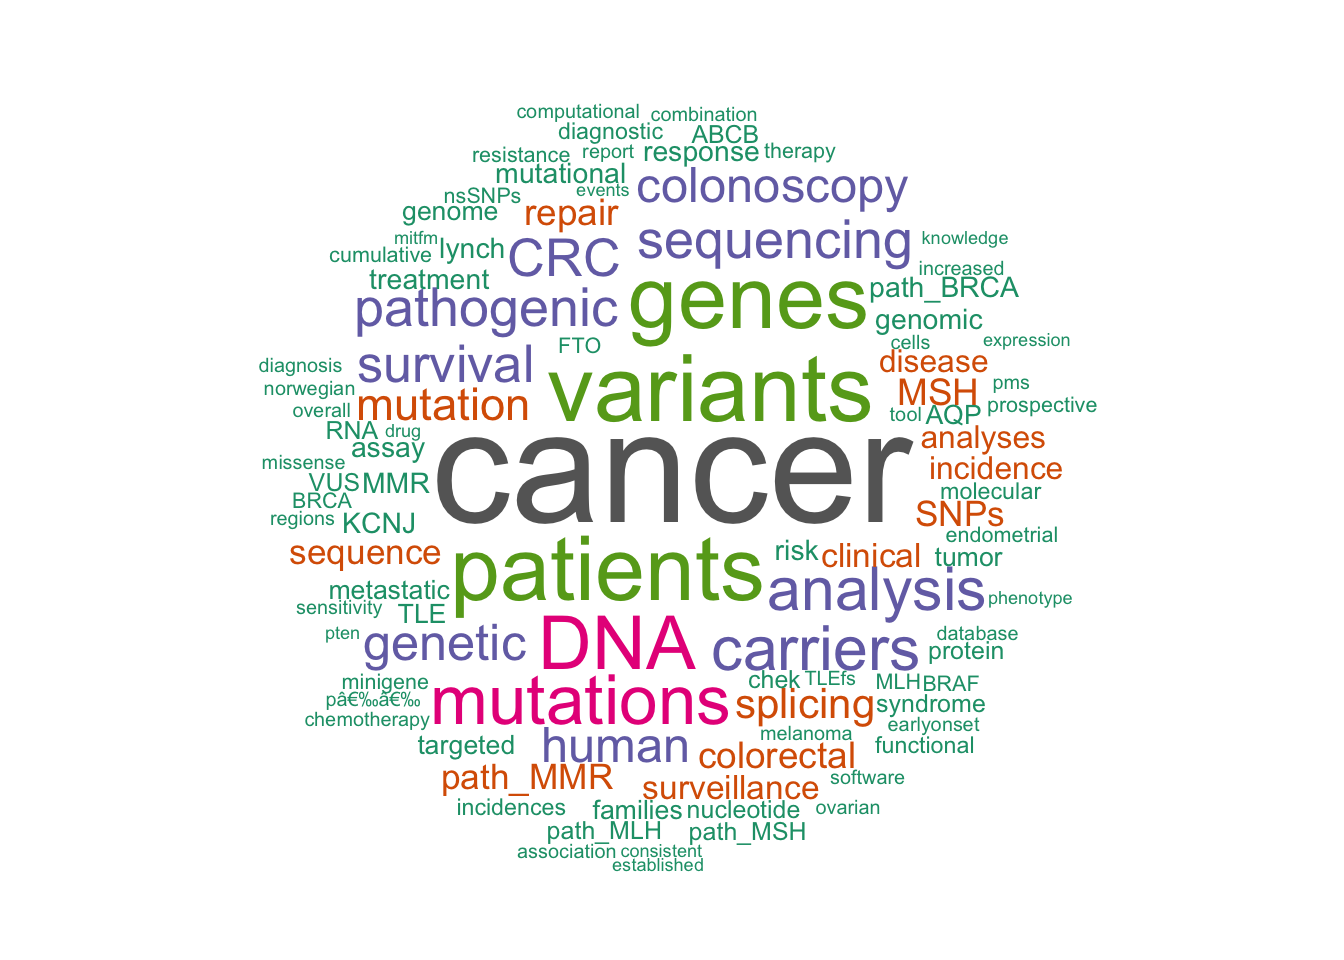 computational
combination
diagnostic
ABCB
resistance
report
response
therapy
mutational
events
colonoscopy
nsSNPs
genome
repair
mitfm
cumulative
lynch
CRC
sequencing
knowledge
treatment
increased
pathogenic
genes
path_BRCA
genomic
FTO
cells
expression
diagnosis
survival
disease
norwegian
variants
MSH
pms
overall
mutation
tool
AQP
prospective
RNA
drug
assay
analyses
missense
cancer
incidence
VUS
MMR
molecular
BRCA
regions
KCNJ
SNPs
endometrial
sequence
patients
risk
clinical
tumor
metastatic
analysis
phenotype
sensitivity
TLE
pten
genetic
DNA
carriers
database
protein
minigene
chek
TLEfs
MLH
BRAF
pâ€‰â€‰
mutations
splicing
syndrome
chemotherapy
earlyonset
melanoma
targeted
human
colorectal
functional
path_MMR
surveillance
software
incidences
families
nucleotide
ovarian
path_MLH
path_MSH
association
consistent
established